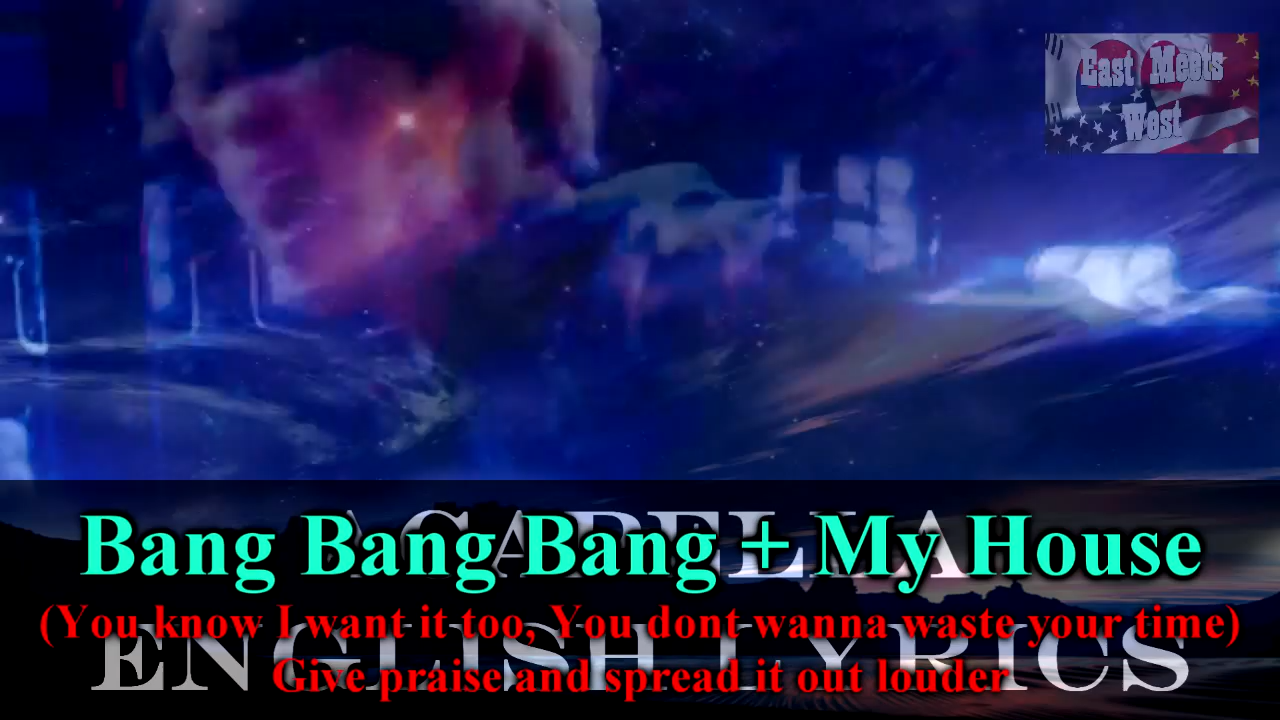 East Meets
West
ACAPELLA
Bang Bang Bang + My House
(You know I want it too, You dont wanna waste your time)
ENGLISH LYRICS
Give praise and spread it out louder